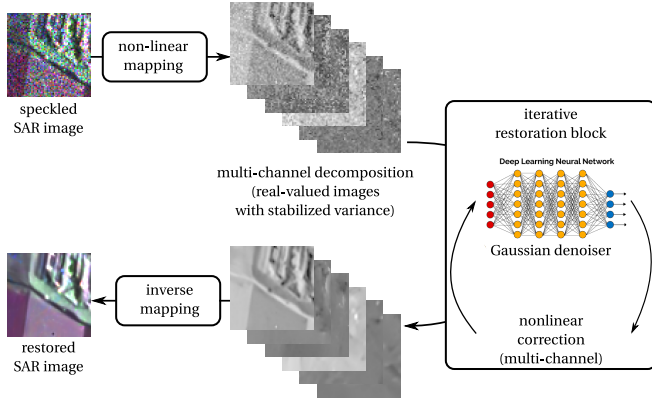 non-linear
mapping
speckled
SAR image
multi-channel decomposition
(real-valued images
with stabilized variance)
iterative
restoration block
Deep Learning Neural Network
Gaussian denoiser
nonlinear
correction
(multi-channel)
inverse
mapping
restored
SAR image